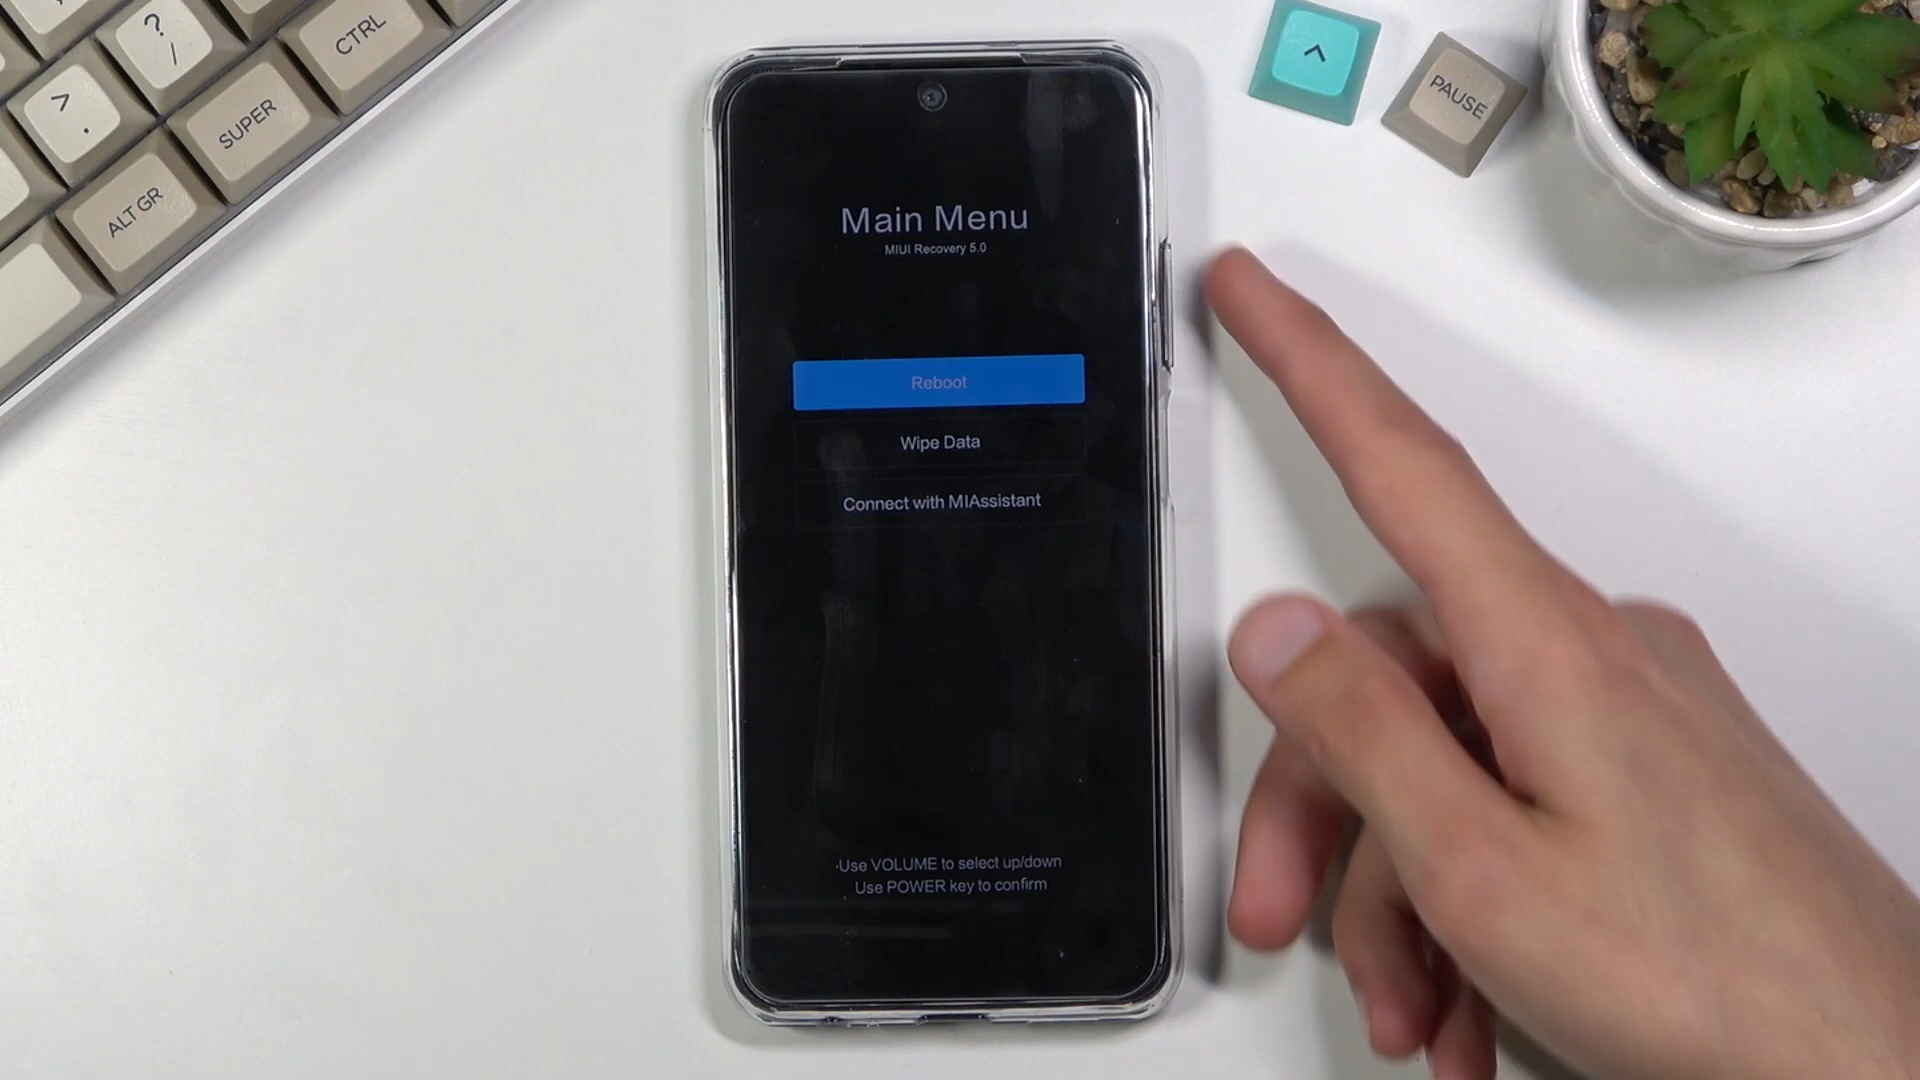 ?
/
CTRL
>
.
SUPER
ALT GR
^
PAUSE
Main Menu
MIUI Recovery 5.0
Reboot
Wipe Data
Connect with MIAssistant
-Use VOLUME to select up/down
Use POWER key to confirm